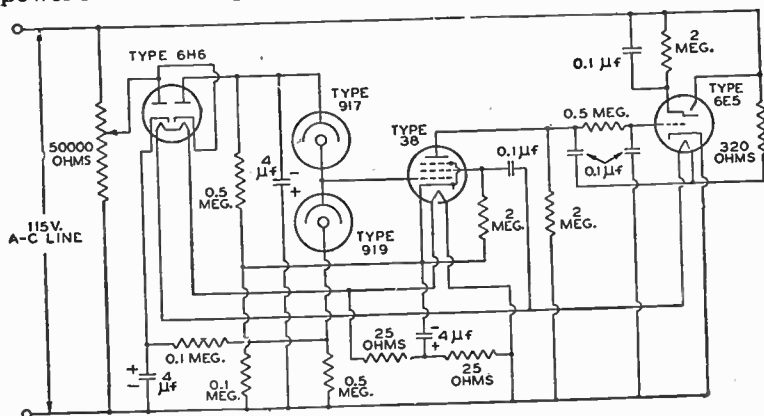 power
TYPE 6H6
TYPE
917
0.1 µf
2
MEG.
TYPE
6E5
50000
OHMS
0.5
MEG.
4
µf
TYPE
38
0.1 µf
0.5 MEG.
0.1 µf
320
OHMS
115V.
A-C LINE
TYPE
919
2
MEG.
2
MEG.
0.1 MEG.
4
µf
0.1
MEG.
0.5
MEG.
25
OHMS
4 µf
25
OHMS